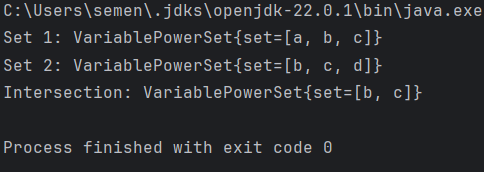 C:\Users\semen\.jdks\openjdk-22.0.1\bin\java.exe
Set 1: VariablePowerSet{set=[a, b, c]}
Set 2: VariablePowerSet{set=[b, c, d]}
Intersection: VariablePowerSet{set=[b, c]}
Process finished with exit code 0